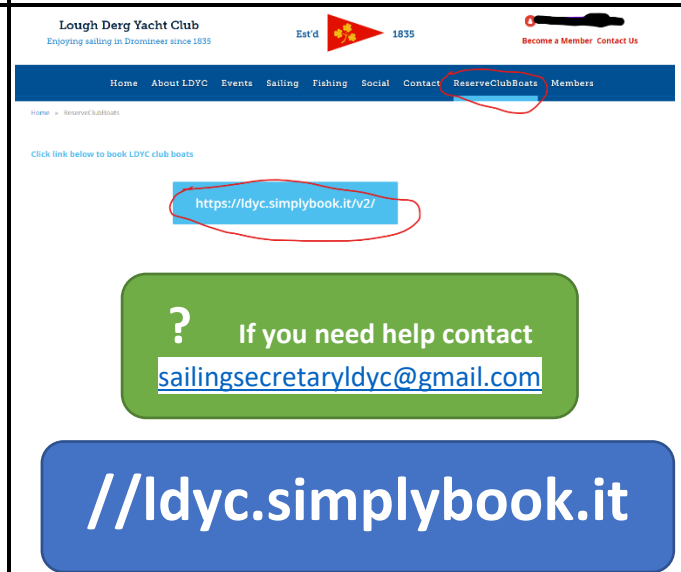 Lough Derg Yacht Club
Enjoying sailing in Dromineer since 1835
Est'd 1835
Become a Member Contact Us
Home About LDYC Events Sailing Fishing Social Contact ReserveClubBoats Members
Home » ReserveClubBoats
Click link below to book LDYC club boats
https://ldyc.simplybook.it/v2/
? If you need help contact
sailingsecretaryldyc@gmail.com
//ldyc.simplybook.it